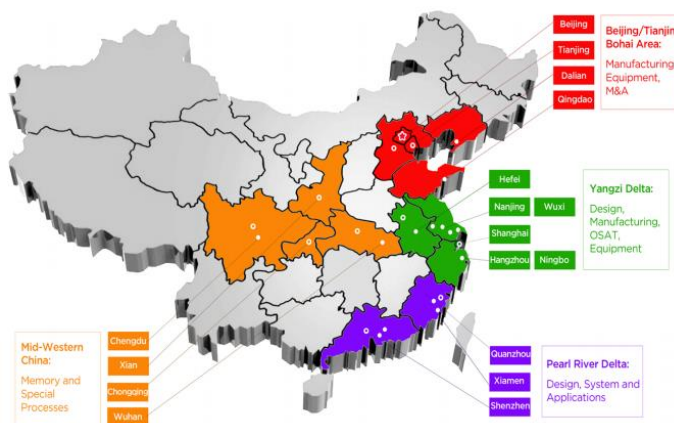 Beijing
Tianjing
Dalian
Qingdao
Beijing/Tianjing
Bohai Area:
Manufacturing,
Equipment,
M&A
Hefei
Nanjing
Wuxi
Shanghai
Hangzhou
Ningbo
Yangzi Delta:
Design,
Manufacturing,
OSAT,
Equipment
Mid-Western
China:
Memory and
Special
Processes
Chengdu
Xian
Chongqing
Wuhan
Quanzhou
Xiamen
Shenzhen
Pearl River Delta:
Design, System and
Applications